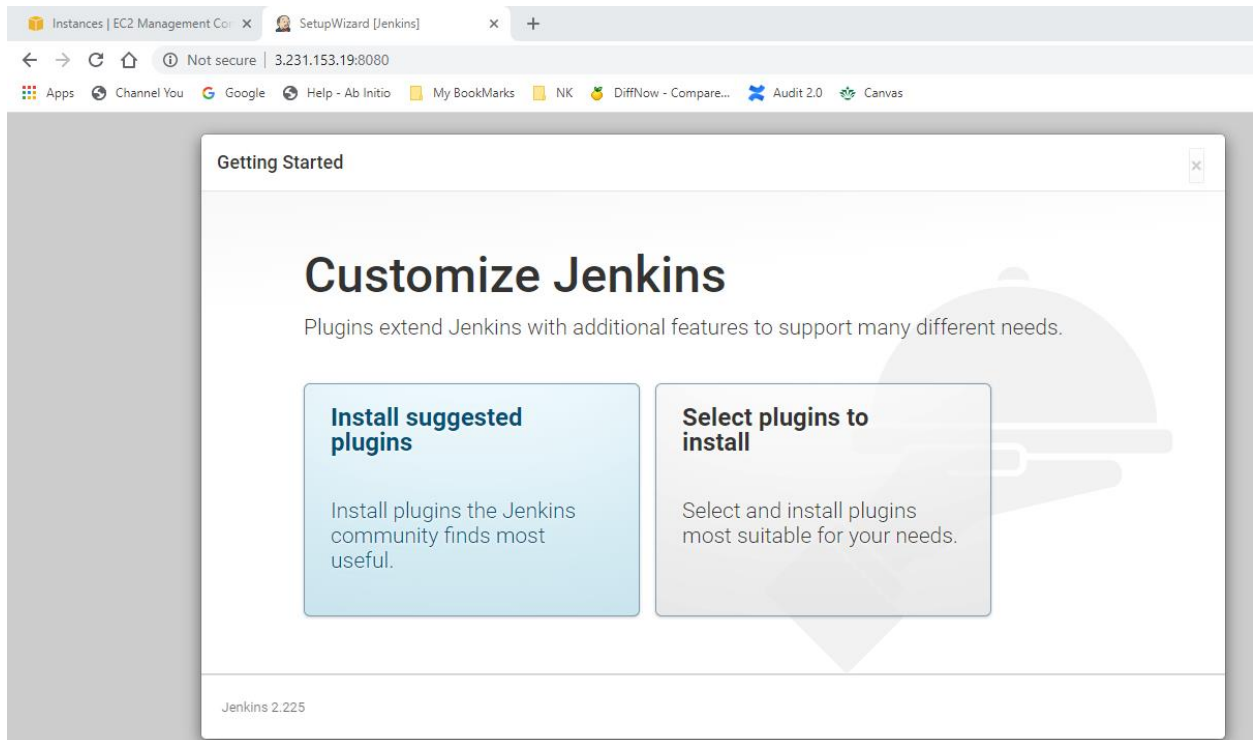 Instances | EC2 Management Con
SetupWizard [Jenkins]
Not secure | 3.231.153.19:8080
Apps Channel You Google Help - Ab Initio My BookMarks NK DiffNow - Compare... Audit 2.0 Canvas
Getting Started
Customize Jenkins
Plugins extend Jenkins with additional features to support many different needs.
Install suggested
plugins
Install plugins the Jenkins
community finds most
useful.
Select plugins to
install
Select and install plugins
most suitable for your needs.
Jenkins 2.225